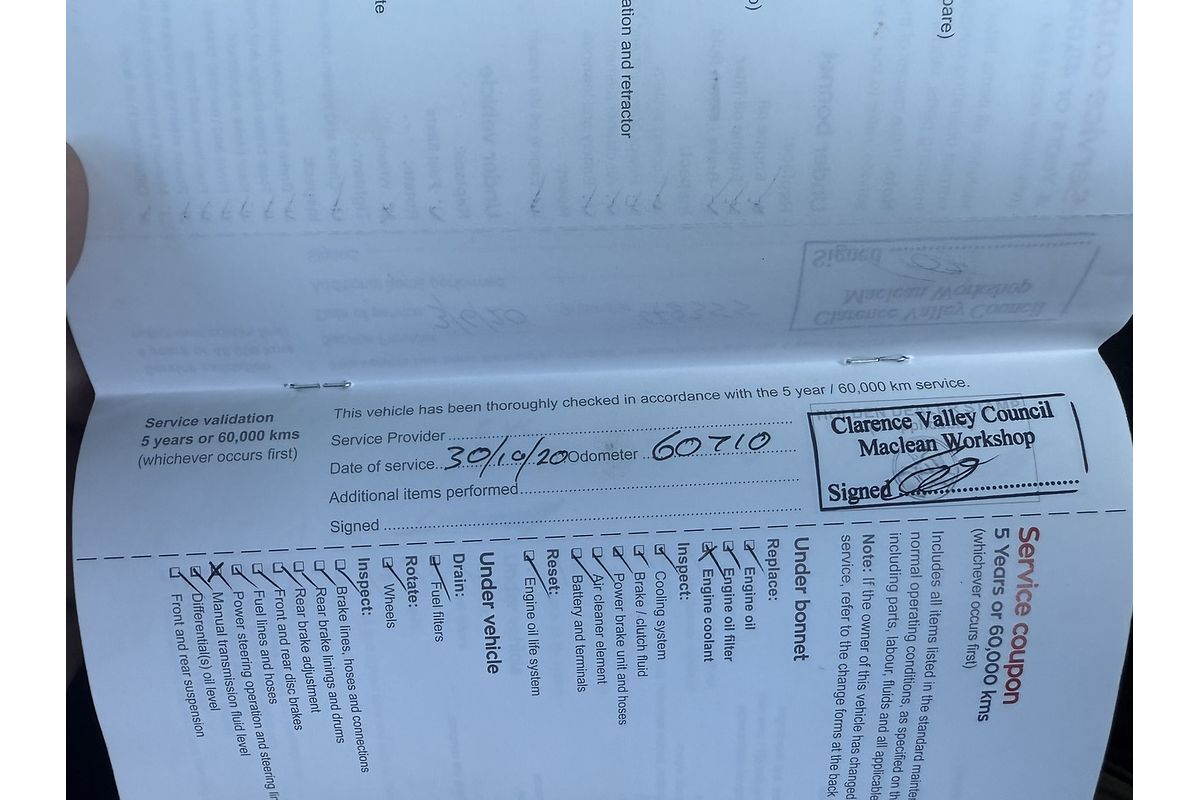 te
ation and retractor
pare)
Service validation
5 years or 60,000 kms
(whichever occurs first)
This vehicle has been thoroughly checked in accordance with the 5 year / 60,000 km service.
Service Provider
Date of service 30/10/20 Odometer 60710
Additional items performed
Signed
Clarence Valley Council
Maclean Workshop
Signed
Service coupon
5 Years or 60,000 kms
(whichever occurs first)
Includes all items listed in the standard mainten
normal operating conditions, as specified on th
including parts, labour, fluids and all applicable
Note: If the owner of this vehicle has changed
service, refer to the change forms at the back
Under bonnet
Replace:
Engine oil
Engine oil filter
Engine coolant
Inspect:
Cooling system
Brake / clutch fluid
Power brake unit and hoses
Air cleaner element
Battery and terminals
Reset:
Engine oil life system
Under vehicle
Drain:
Fuel filters
Rotate:
Wheels
Inspect:
Brake lines, hoses and connections
Rear brake linings and drums
Rear brake adjustment
Front and rear disc brakes
Fuel lines and hoses
Power steering operation and steering lin
Manual transmission fluid level
Differential(s) oil level
Front and rear suspension